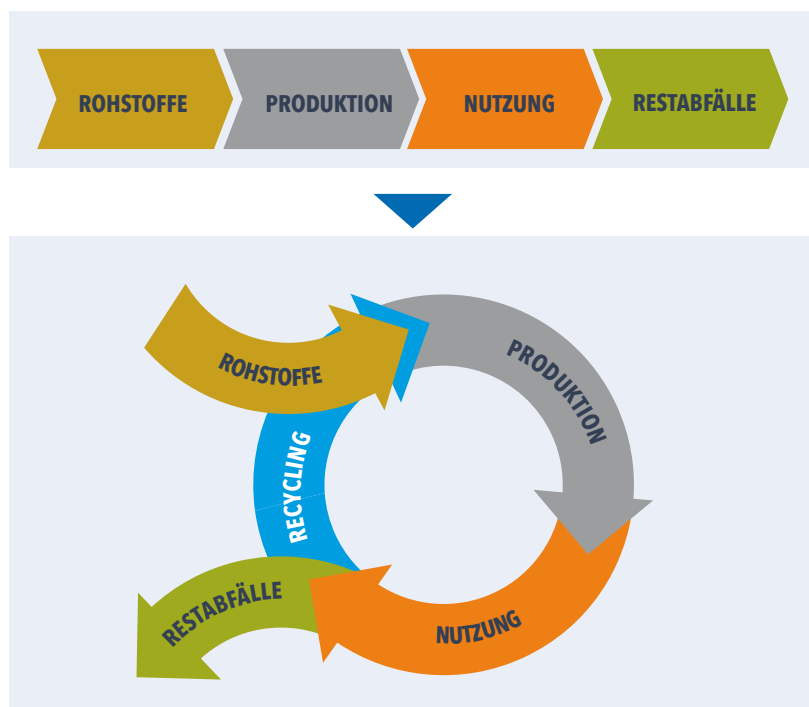 ROHSTOFFE
PRODUKTION
NUTZUNG
RESTABFÄLLE
ROHSTOFFE
PRODUKTION
RECYCLING
RESTABFÄLLE
NUTZUNG